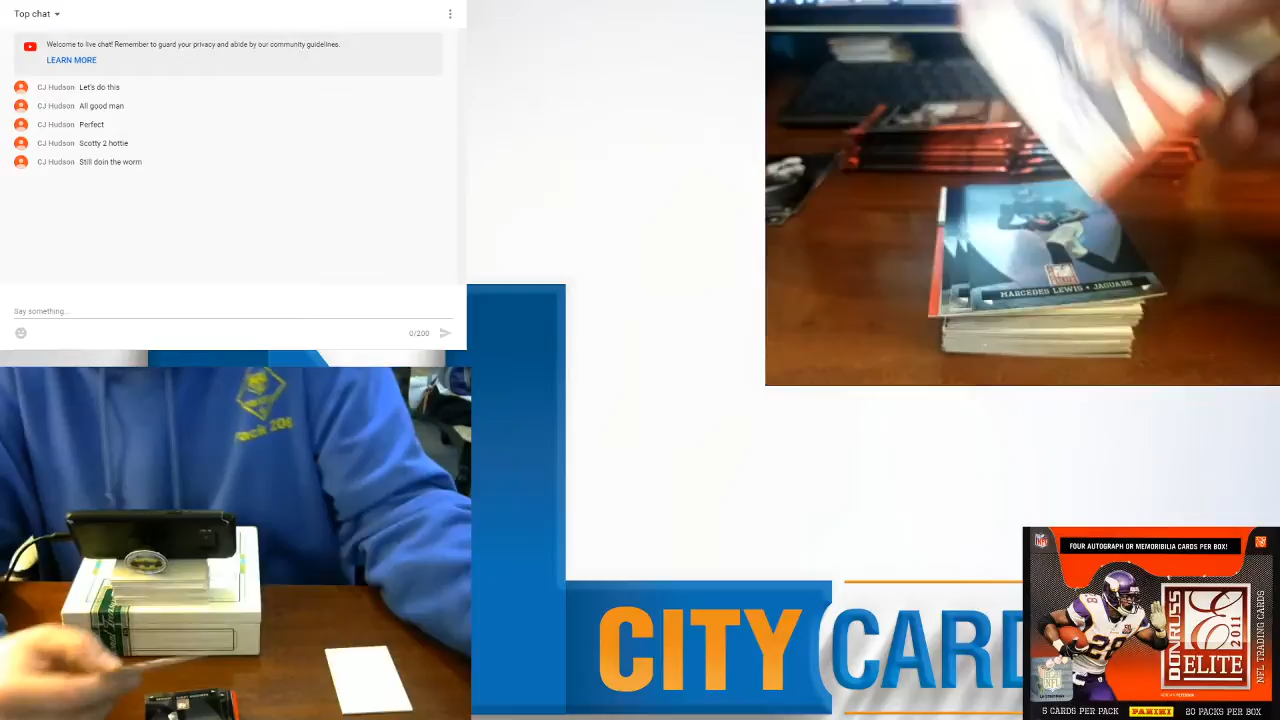 Top chat
Welcome to live chat! Remember to guard your privacy and abide by our community guidelines.
LEARN MORE
CJ Hudson Let's do this
CJ Hudson All good man
CJ Hudson Perfect
CJ Hudson Scotty 2 hottie
CJ Hudson Still doin the worm
Say something...
0/200
MARCEDES LEWIS • JAGUARS
CITY CARD
FOUR AUTOGRAPH OR MEMORABILIA CARDS PER BOX!
DONRUSS
ELITE
2011
NFL TRADING CARDS
5 CARDS PER PACK
PANINI
20 PACKS PER BOX